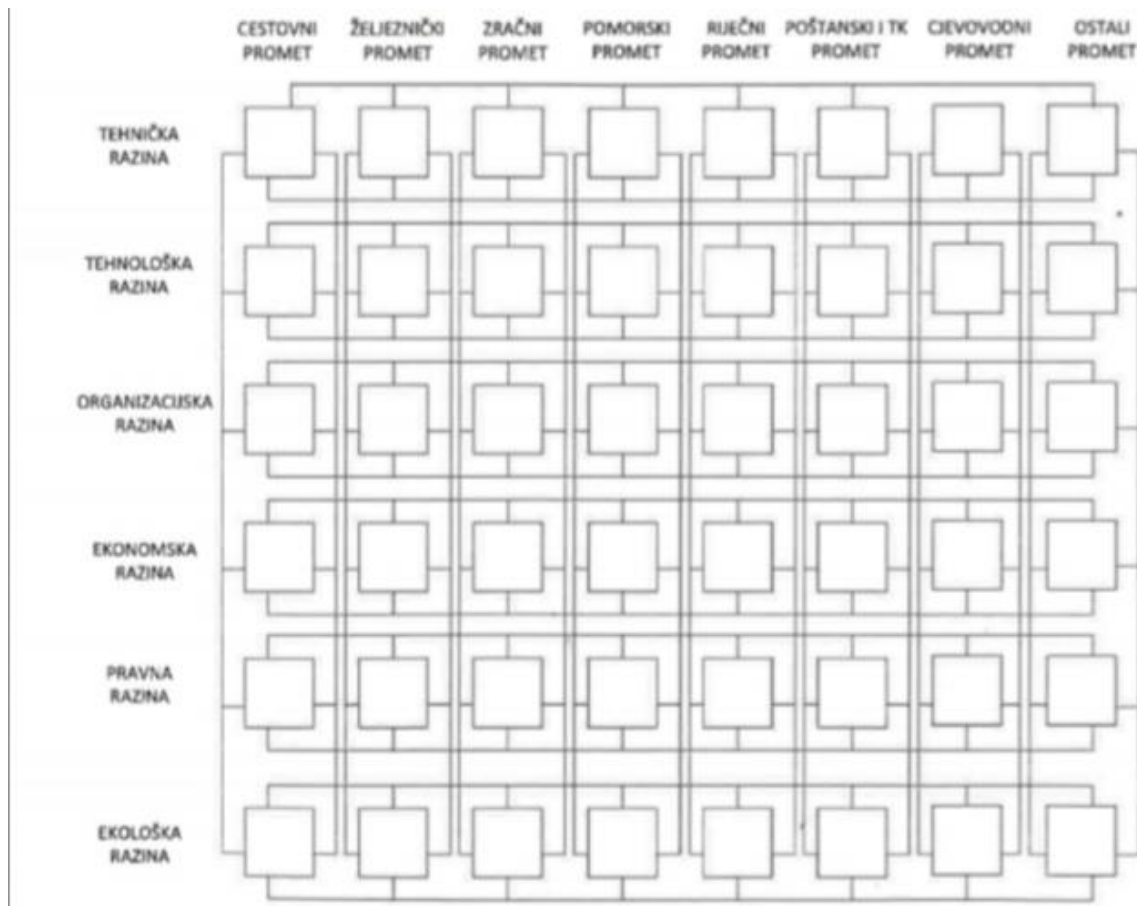 CESTOVNI PROMET
ŽELJEZNIČKI PROMET
ZRAČNI PROMET
POMORSKI PROMET
RIJEČNI PROMET
POŠTANSKI I TK PROMET
CJEVOVODNI PROMET
OSTALI PROMET
TEHNIČKA
RAZINA
TEHNOLOŠKA
RAZINA
ORGANIZACIJSKA
RAZINA
EKONOMSKA
RAZINA
PRAVNA
RAZINA
EKOLOŠKA
RAZINA